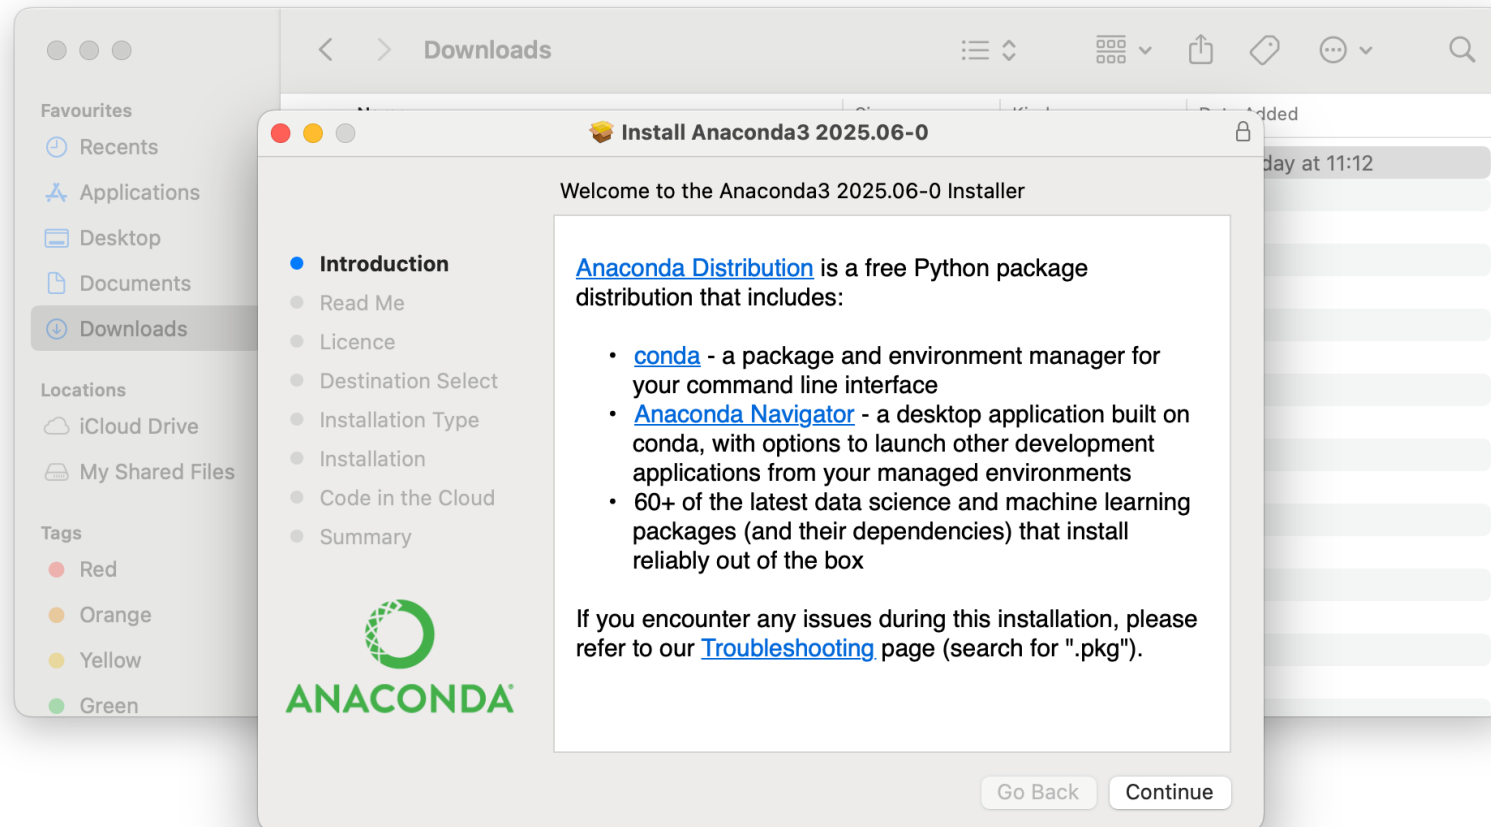 Downloads
Favourites
Recents
Applications
Desktop
Documents
Downloads
Locations
iCloud Drive
My Shared Files
Tags
Red
Orange
Yellow
Green
Added
at 11:12
Install Anaconda3 2025.06-0
Welcome to the Anaconda3 2025.06-0 Installer
Introduction
Read Me
Licence
Destination Select
Installation Type
Installation
Code in the Cloud
Summary
ANACONDA
Anaconda Distribution is a free Python package
distribution that includes:
• conda - a package and environment manager for
your command line interface
• Anaconda Navigator - a desktop application built on
conda, with options to launch other development
applications from your managed environments
• 60+ of the latest data science and machine learning
packages (and their dependencies) that install
reliably out of the box
If you encounter any issues during this installation, please
refer to our Troubleshooting page (search for ".pkg").
Go Back
Continue